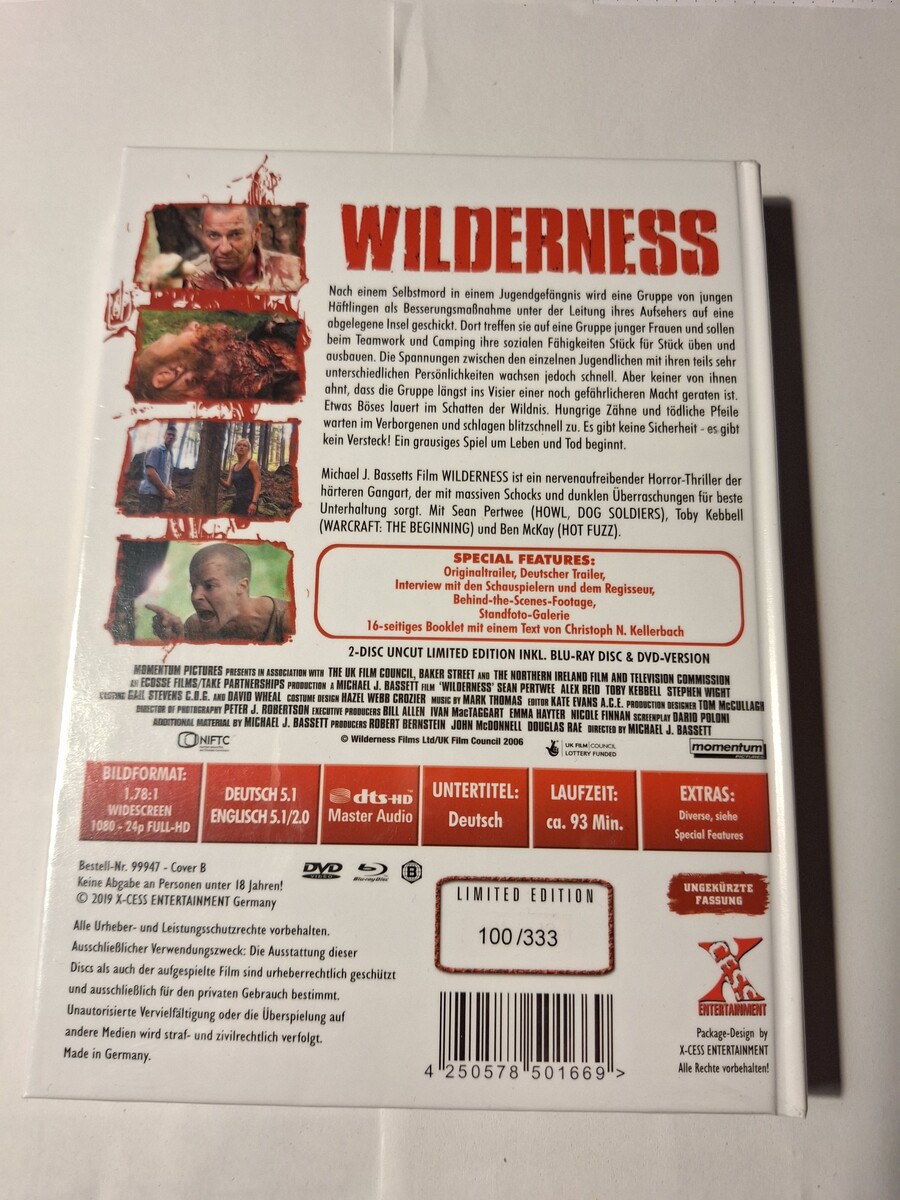 WILDERNESS
Nach einem Selbstmord in einem Jugendgefängnis wird eine Gruppe von jungen
Häftlingen als Besserungsmaßnahme unter der Leitung ihres Aufsehers auf eine
abgelegene Insel geschickt. Dort treffen sie auf eine Gruppe junger Frauen und sollen
beim Teamwork und Camping ihre sozialen Fähigkeiten Stück für Stück üben und
ausbauen. Die Spannungen zwischen den einzelnen Jugendlichen mit ihren teils sehr
unterschiedlichen Persönlichkeiten wachsen jedoch schnell. Aber keiner von ihnen
ahnt, dass die Gruppe längst ins Visier einer noch gefährlicheren Macht geraten ist.
Etwas Böses lauert im Schatten der Wildnis. Hungrige Zähne und tödliche Pfeile
warten im Verborgenen und schlagen blitzschnell zu. Es gibt keine Sicherheit - es gibt
kein Versteck! Ein grausiges Spiel um Leben und Tod beginnt.
Michael J. Bassetts Film WILDERNESS ist ein nervenaufreibender Horror-Thriller der
härteren Gangart, der mit massiven Schocks und dunklen Überraschungen für beste
Unterhaltung sorgt. Mit Sean Pertwee (HOWL, DOG SOLDIERS), Toby Kebbell
(WARCRAFT: THE BEGINNING) und Ben McKay (HOT FUZZ).
SPECIAL FEATURES:
Originaltrailer, Deutscher Trailer,
Interview mit den Schauspielern und dem Regisseur,
Behind-the-Scenes-Footage,
Standfoto-Galerie
16-seitiges Booklet mit einem Text von Christoph N. Kellerbach
2-DISC UNCUT LIMITED EDITION INKL. BLU-RAY DISC & DVD-VERSION
MOMENTUM PICTURES PRESENTS IN ASSOCIATION WITH THE UK FILM COUNCIL, BAKER STREET AND THE NORTHERN IRELAND FILM AND TELEVISION COMMISSION
AN ECOSSE FILMS/TAKE PARTNERSHIPS PRODUCTION A MICHAEL J. BASSETT FILM 'WILDERNESS' SEAN PERTWEE ALEX REID TOBY KEBBELL STEPHEN WIGHT
CASTING GAIL STEVENS C.D.G. AND DAVID WHEAL COSTUME DESIGN HAZEL WEBB CROZIER MUSIC BY MARK THOMAS EDITOR KATE EVANS A.C.E. PRODUCTION DESIGNER TOM McCULLAGH
DIRECTOR OF PHOTOGRAPHY PETER J. ROBERTSON EXECUTIVE PRODUCERS BILL ALLEN IVAN MacTAGGART EMMA HAYTER NICOLE FINNAN SCREENPLAY DARIO POLONI
ADDITIONAL MATERIAL BY MICHAEL J. BASSETT PRODUCERS ROBERT BERNSTEIN JOHN McDONNELL DOUGLAS RAE DIRECTED BY MICHAEL J. BASSETT
NIFTC
© Wilderness Films Ltd/UK Film Council 2006
UK FILM COUNCIL
LOTTERY FUNDED
momentum
PICTURES
BILDFORMAT:
1.78:1
WIDESCREEN
1080 - 24p FULL-HD
DEUTSCH 5.1
ENGLISCH 5.1/2.0
dts-HD
Master Audio
UNTERTITEL:
Deutsch
LAUFZEIT:
ca. 93 Min.
EXTRAS:
Diverse, siehe
Special Features
Bestell-Nr. 99947 - Cover B
Keine Abgabe an Personen unter 18 Jahren!
© 2019 X-CESS ENTERTAINMENT Germany
DVD
VIDEO
Blu-ray Disc
B
Alle Urheber- und Leistungsschutzrechte vorbehalten.
Ausschließlicher Verwendungszweck: Die Ausstattung dieser
Discs als auch der aufgespielte Film sind urheberrechtlich geschützt
und ausschließlich für den privaten Gebrauch bestimmt.
Unautorisierte Vervielfältigung oder die Überspielung auf
andere Medien wird straf- und zivilrechtlich verfolgt.
Made in Germany.
LIMITED EDITION
100/333
4 250578 501669 >
UNGEKÜRZTE
FASSUNG
X-CESS
ENTERTAINMENT
Package-Design by
X-CESS ENTERTAINMENT
Alle Rechte vorbehalten!